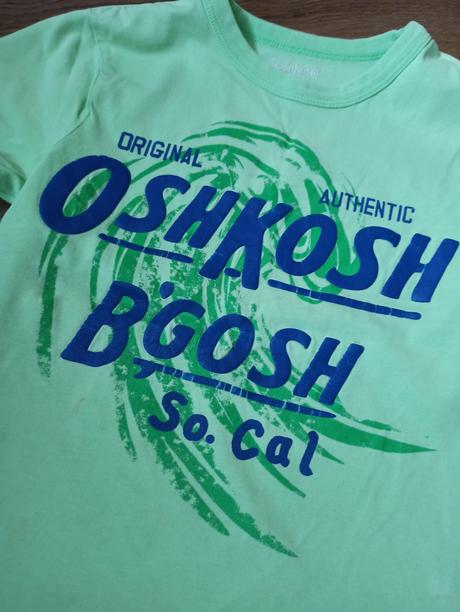 ORIGINAL
AUTHENTIC
OSHKOSH
B'GOSH
So. Cal